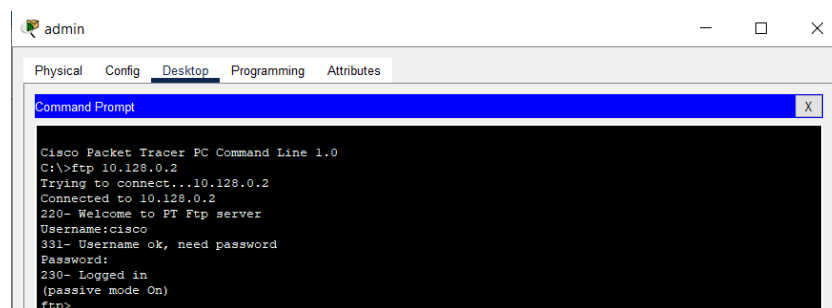 admin
Physical Config Desktop Programming Attributes
Command Prompt
X
Cisco Packet Tracer PC Command Line 1.0
C:\>ftp 10.128.0.2
Trying to connect...10.128.0.2
Connected to 10.128.0.2
220- Welcome to PT Ftp server
Username:cisco
331- Username ok, need password
Password:
230- Logged in
(passive mode On)
ftp>